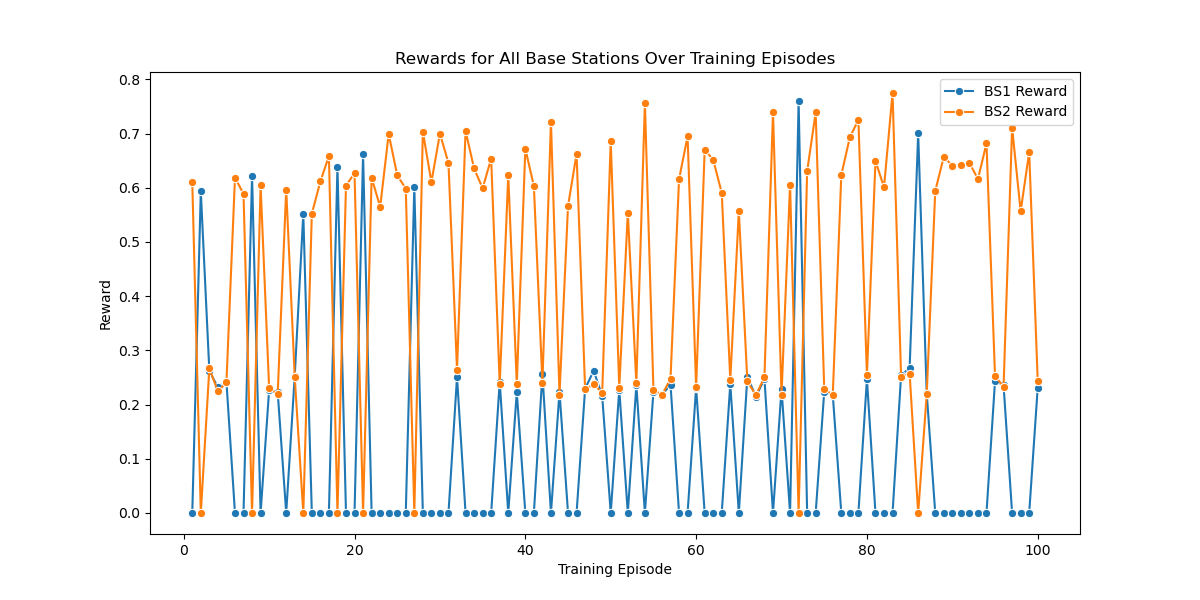 Rewards for All Base Stations Over Training Episodes
BS1 Reward
BS2 Reward
Reward
0.8
0.7
0.6
0.5
0.4
0.3
0.2
0.1
0.0
0 20 40 60 80 100
Training Episode